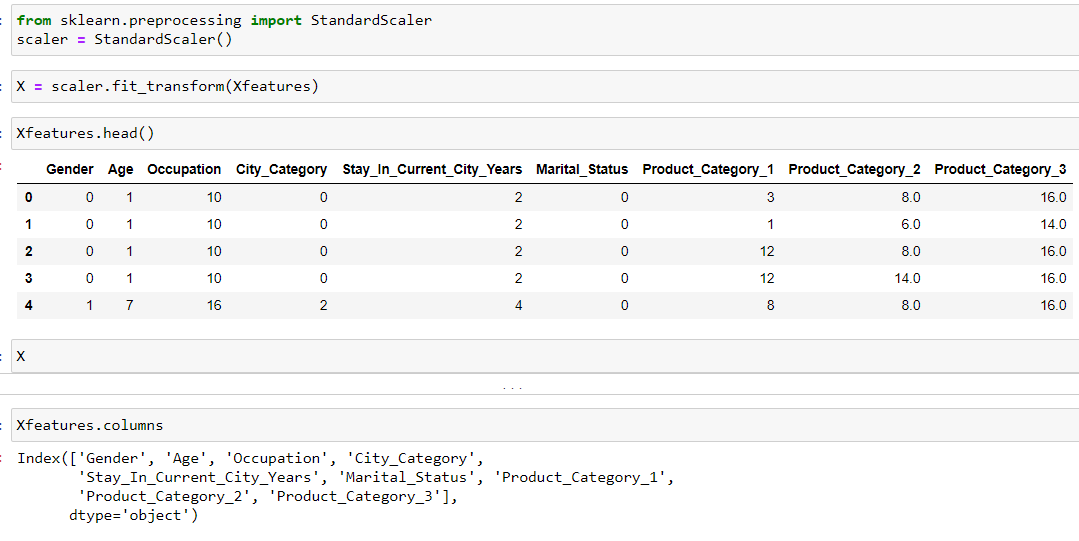 from sklearn.preprocessing import StandardScaler
scaler = StandardScaler()
X = scaler.fit_transform(Xfeatures)
Xfeatures.head()
Gender Age Occupation City_Category Stay_In_Current_City_Years Marital_Status Product_Category_1 Product_Category_2 Product_Category_3
0 0 1 10 0 2 0 3 8.0 16.0
1 0 1 10 0 2 0 1 6.0 14.0
2 0 1 10 0 2 0 12 8.0 16.0
3 0 1 10 0 2 0 12 14.0 16.0
4 1 7 16 2 4 0 8 8.0 16.0
X
...
Xfeatures.columns
Index(['Gender', 'Age', 'Occupation', 'City_Category',
'Stay_In_Current_City_Years', 'Marital_Status', 'Product_Category_1',
'Product_Category_2', 'Product_Category_3'],
dtype='object')